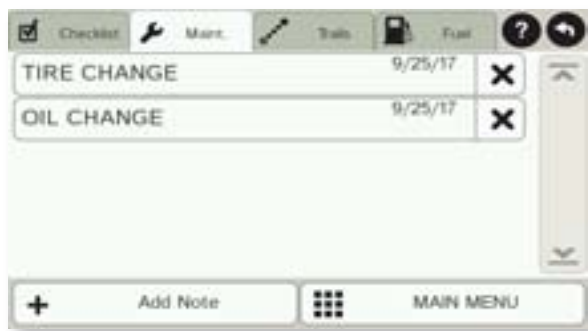 Checklist Maint. Trails Fuel ?
TIRE CHANGE 9/25/17
OIL CHANGE 9/25/17
Add Note MAIN MENU